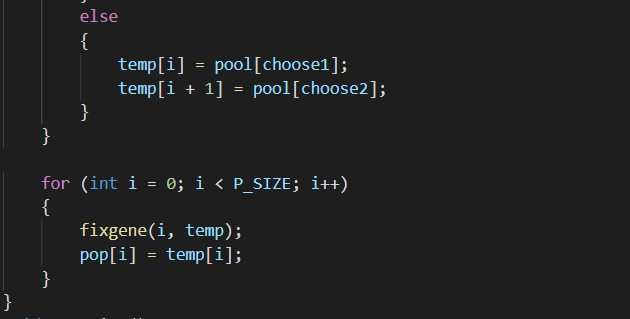 else
{
temp[i] = pool[choose1];
temp[i + 1] = pool[choose2];
}
}
for (int i = 0; i < P_SIZE; i++)
{
fixgene(i, temp);
pop[i] = temp[i];
}
}